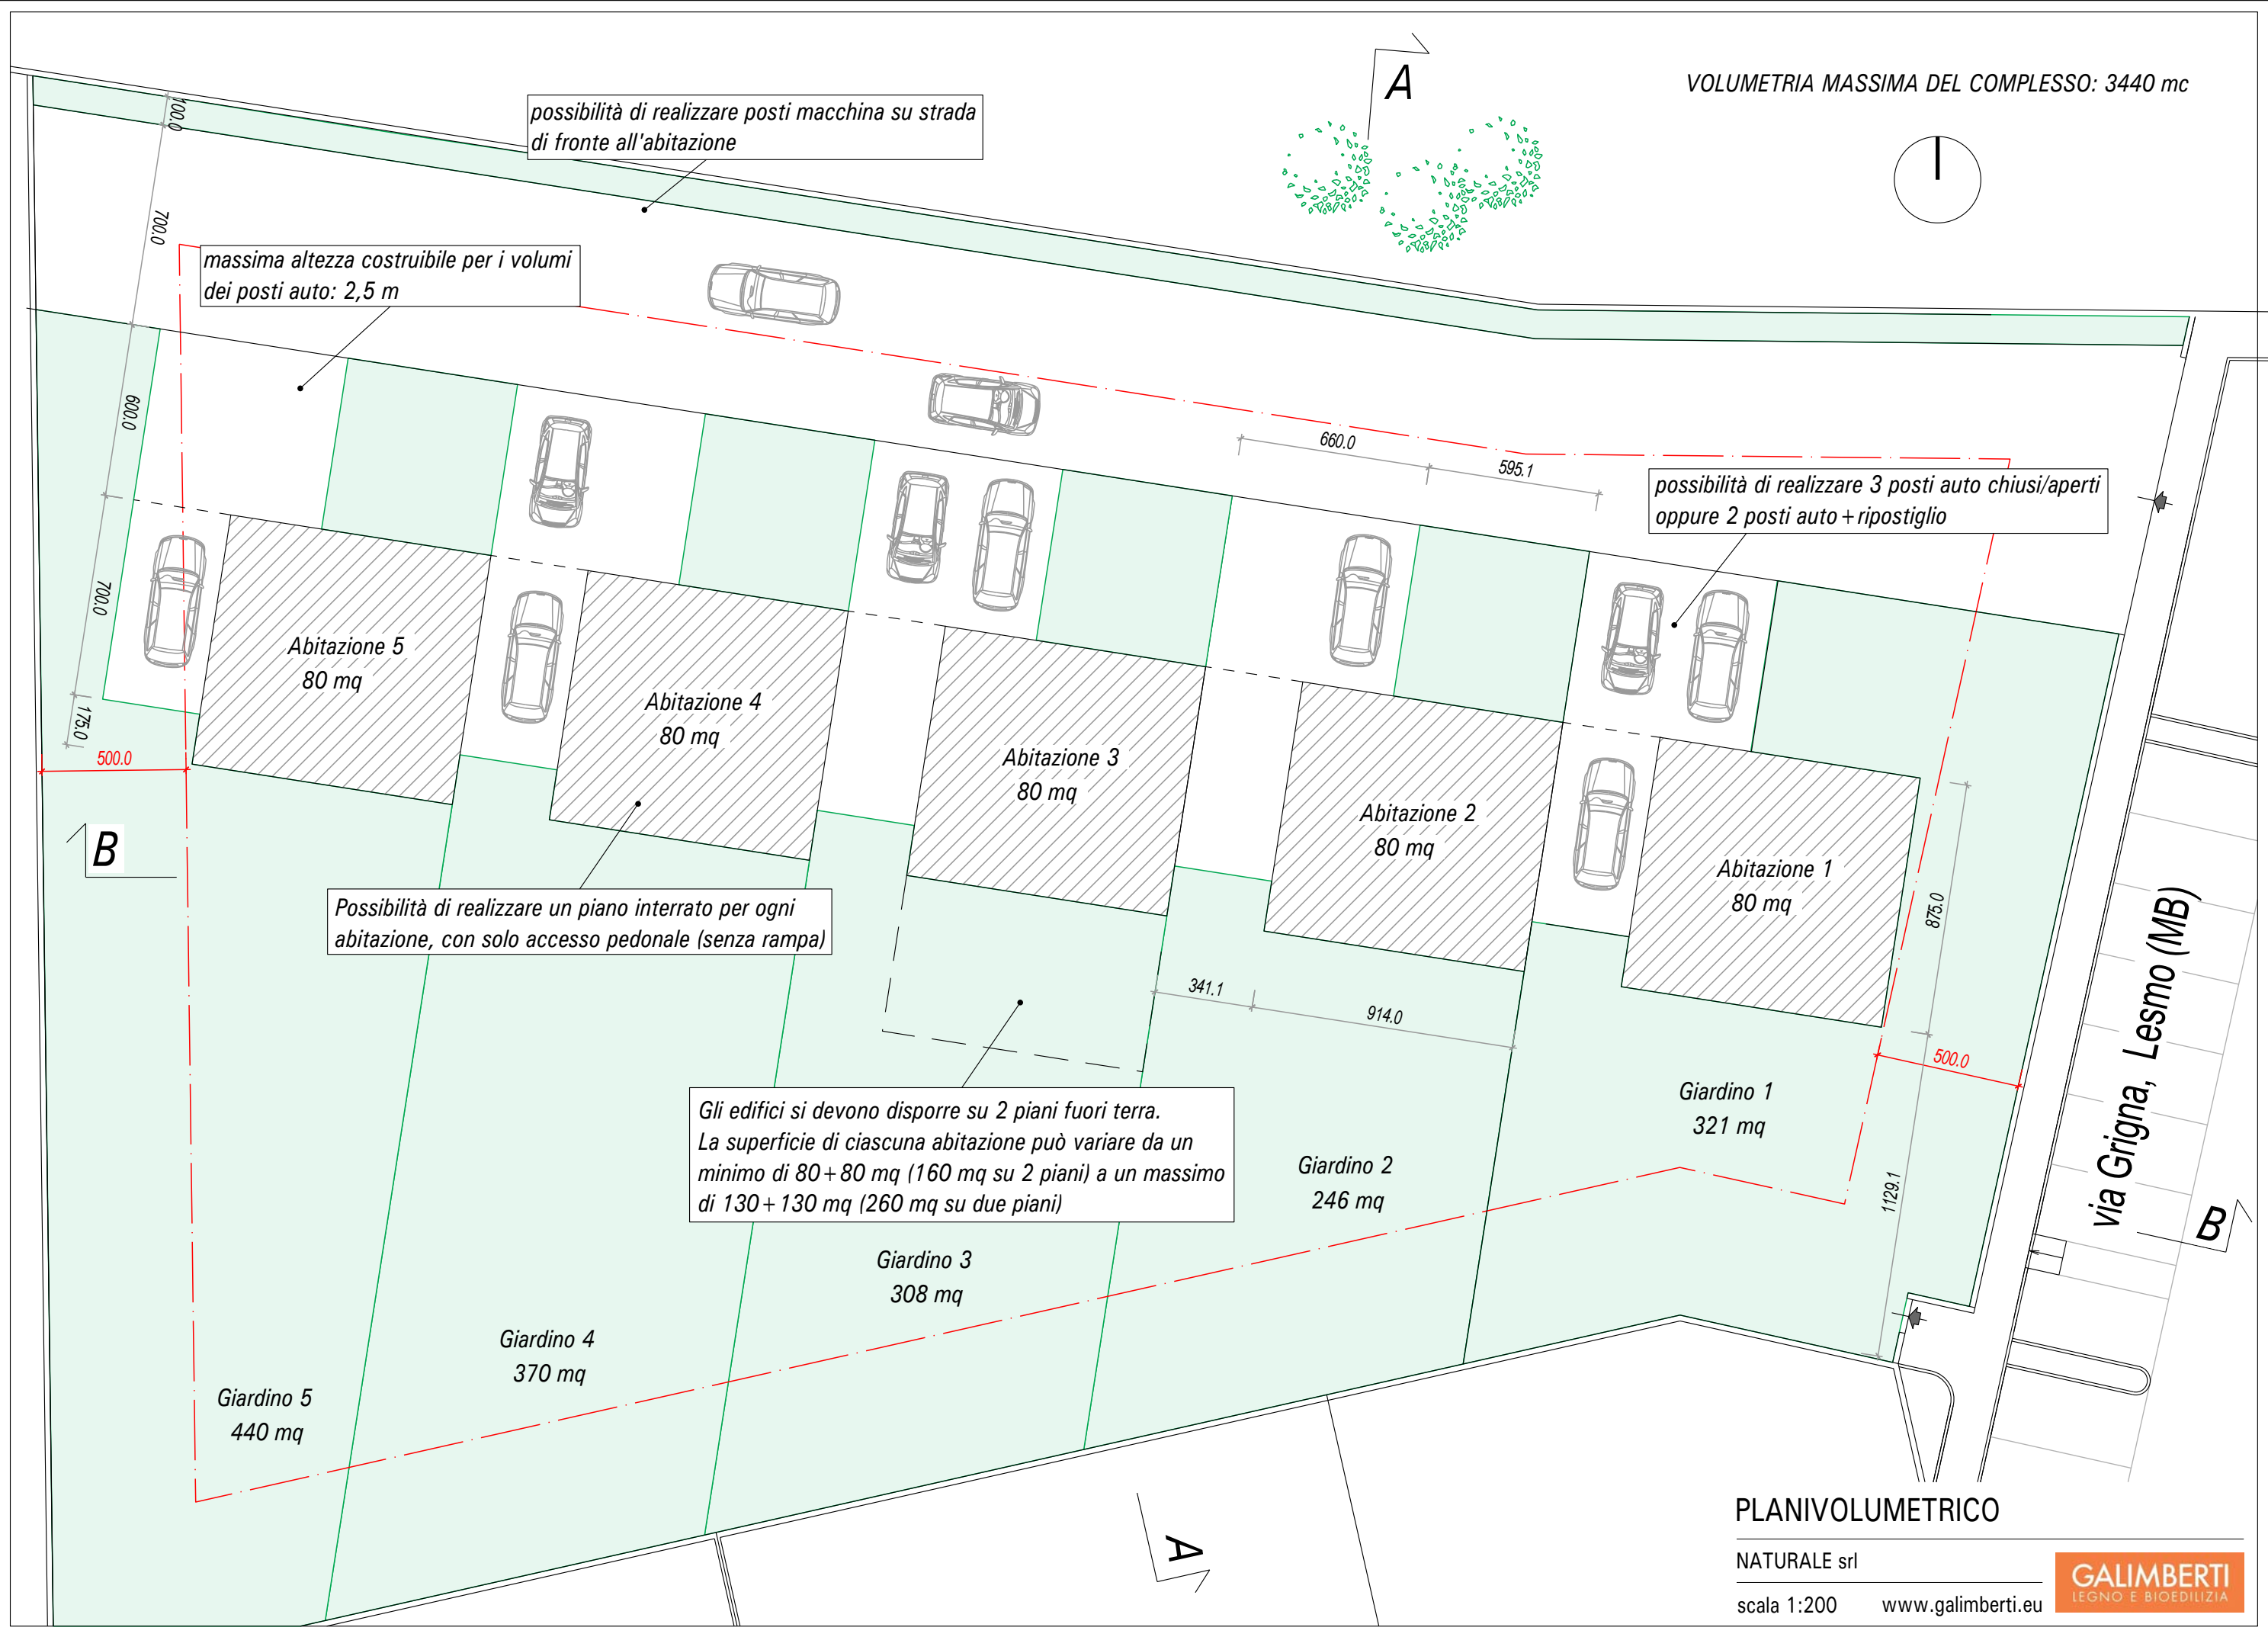 A
VOLUMETRIA MASSIMA DEL COMPLESSO: 3440 mc
possibilità di realizzare posti macchina su strada
di fronte all'abitazione
100.0
700.0
massima altezza costruibile per i volumi
dei posti auto: 2,5 m
600.0
660.0
595.1
possibilità di realizzare 3 posti auto chiusi/aperti
oppure 2 posti auto+ripostiglio
700.0
175.0
500.0
Abitazione 5
80 mq
Abitazione 4
80 mq
Abitazione 3
80 mq
Abitazione 2
80 mq
Abitazione 1
80 mq
875.0
B
Possibilità di realizzare un piano interrato per ogni
abitazione, con solo accesso pedonale (senza rampa)
341.1
914.0
500.0
via Grigna, Lesmo (MB)
Gli edifici si devono disporre su 2 piani fuori terra.
La superficie di ciascuna abitazione può variare da un
minimo di 80+80 mq (160 mq su 2 piani) a un massimo
di 130+130 mq (260 mq su due piani)
Giardino 1
321 mq
Giardino 2
246 mq
1129.1
B
Giardino 3
308 mq
Giardino 4
370 mq
Giardino 5
440 mq
A
PLANIVOLUMETRICO
NATURALE srl
scala 1:200
www.galimberti.eu
GALIMBERTI
LEGNO E BIOEDILIZIA